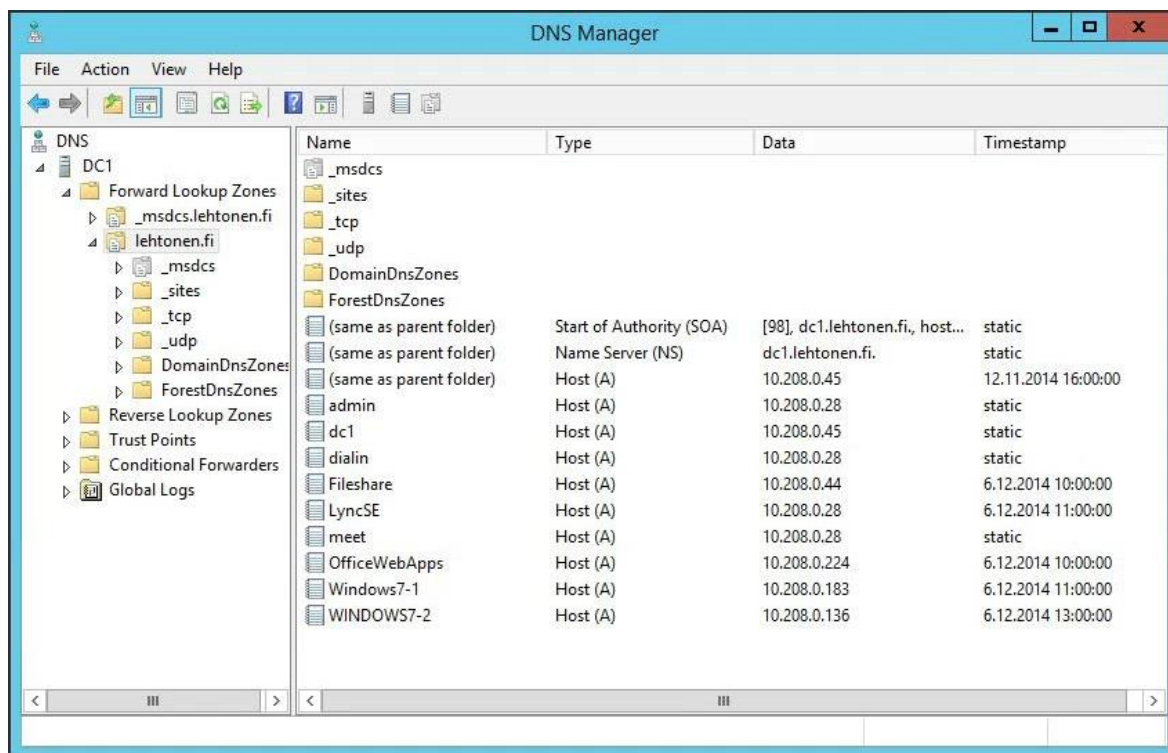 DNS Manager
File Action View Help
DNS
DC1
Forward Lookup Zones
_msdcs.lehtonen.fi
lehtonen.fi
_msdcs
_sites
_tcp
_udp
DomainDnsZones
ForestDnsZones
Reverse Lookup Zones
Trust Points
Conditional Forwarders
Global Logs
Name Type Data Timestamp
_msdcs
_sites
_tcp
_udp
DomainDnsZones
ForestDnsZones
(same as parent folder) Start of Authority (SOA) [98], dc1.lehtonen.fi., host... static
(same as parent folder) Name Server (NS) dc1.lehtonen.fi. static
(same as parent folder) Host (A) 10.208.0.45 12.11.2014 16:00:00
admin Host (A) 10.208.0.28 static
dc1 Host (A) 10.208.0.45 static
dialin Host (A) 10.208.0.28 static
Fileshare Host (A) 10.208.0.44 6.12.2014 10:00:00
LyncSE Host (A) 10.208.0.28 6.12.2014 11:00:00
meet Host (A) 10.208.0.28 static
OfficeWebApps Host (A) 10.208.0.224 6.12.2014 10:00:00
Windows7-1 Host (A) 10.208.0.183 6.12.2014 11:00:00
WINDOWS7-2 Host (A) 10.208.0.136 6.12.2014 13:00:00